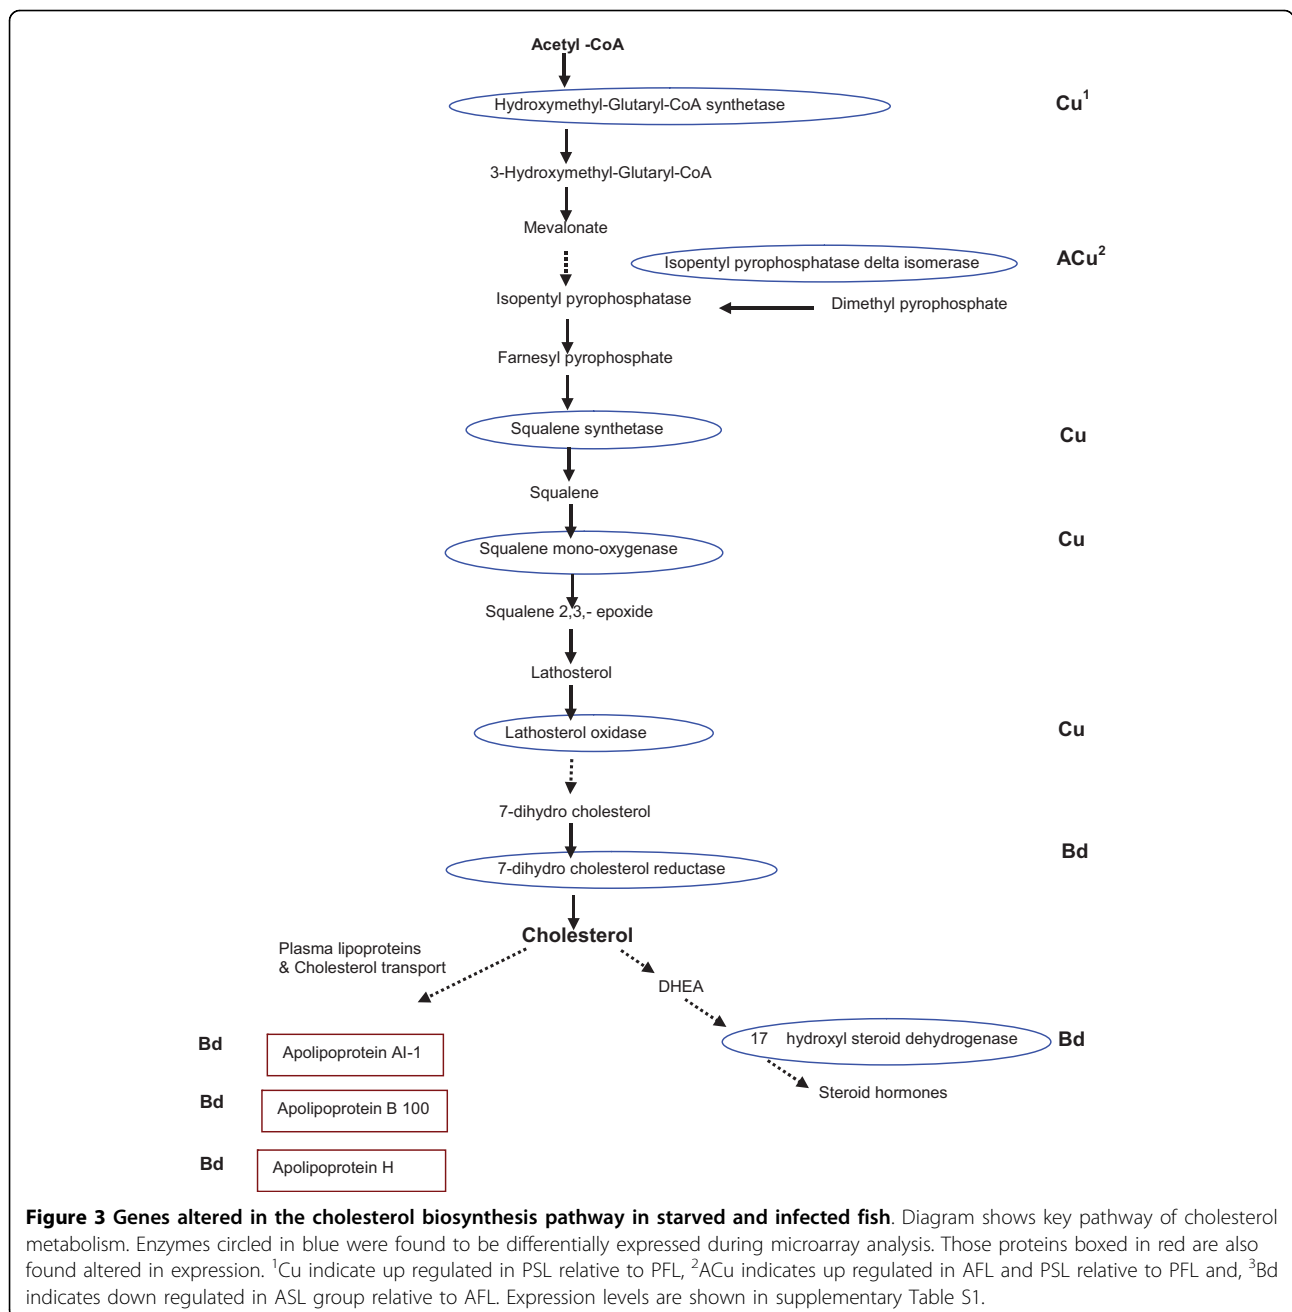 Acetyl -CoA
Hydroxymethyl-Glutaryl-CoA synthetase
Cu¹
3-Hydroxymethyl-Glutaryl-CoA
Mevalonate
Isopentyl pyrophosphatase delta isomerase
ACu²
Isopentyl pyrophosphatase
Dimethyl pyrophosphate
Farnesyl pyrophosphate
Squalene synthetase
Cu
Squalene
Squalene mono-oxygenase
Cu
Squalene 2,3,- epoxide
Lathosterol
Lathosterol oxidase
Cu
7-dihydro cholesterol
7-dihydro cholesterol reductase
Bd
Cholesterol
Plasma lipoproteins
& Cholesterol transport
DHEA
17 hydroxyl steroid dehydrogenase
Bd
Steroid hormones
Bd
Apolipoprotein AI-1
Bd
Apolipoprotein B 100
Bd
Apolipoprotein H
Figure 3 Genes altered in the cholesterol biosynthesis pathway in starved and infected fish. Diagram shows key pathway of cholesterol
metabolism. Enzymes circled in blue were found to be differentially expressed during microarray analysis. Those proteins boxed in red are also
found altered in expression. ¹Cu indicate up regulated in PSL relative to PFL, ²ACu indicates up regulated in AFL and PSL relative to PFL and, ³Bd
indicates down regulated in ASL group relative to AFL. Expression levels are shown in supplementary Table S1.